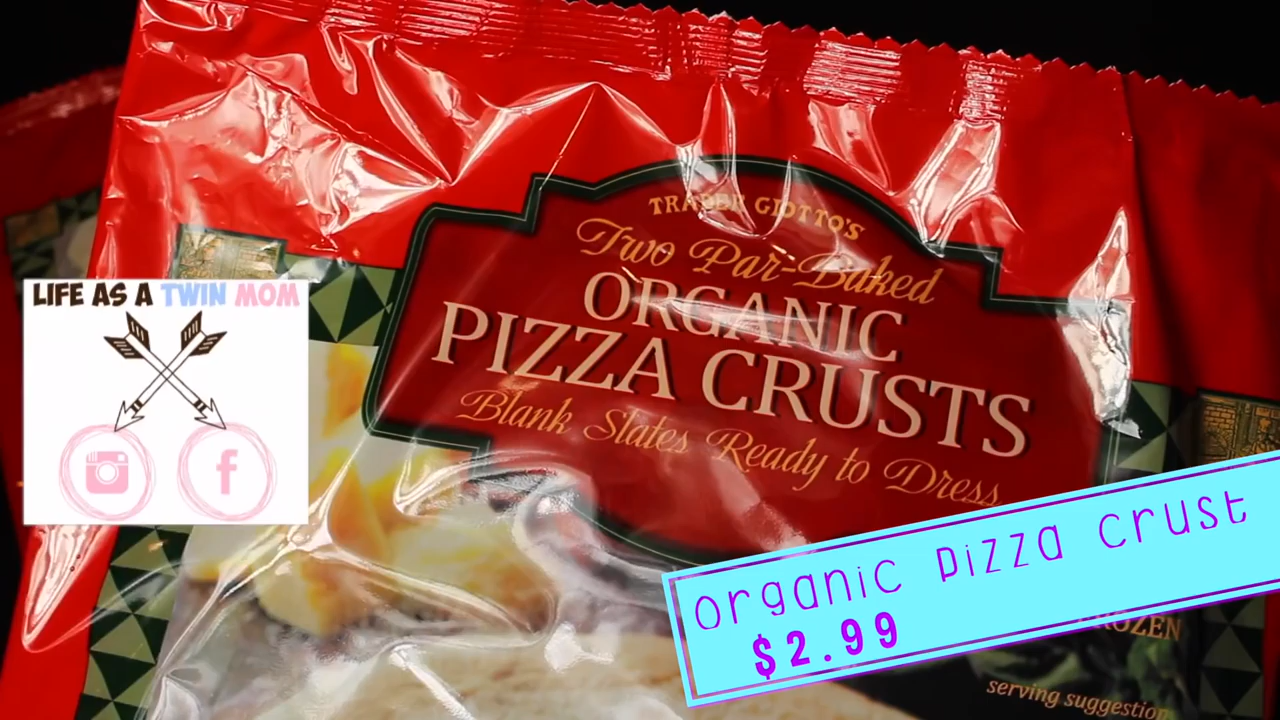 TRADER GIOTTO'S
Two Par-Baked
ORGANIC
PIZZA CRUSTS
Blank Slates Ready to Dress
LIFE AS A TWIN MOM
f
organic pizza crust
$2.99
FROZEN
serving suggestion